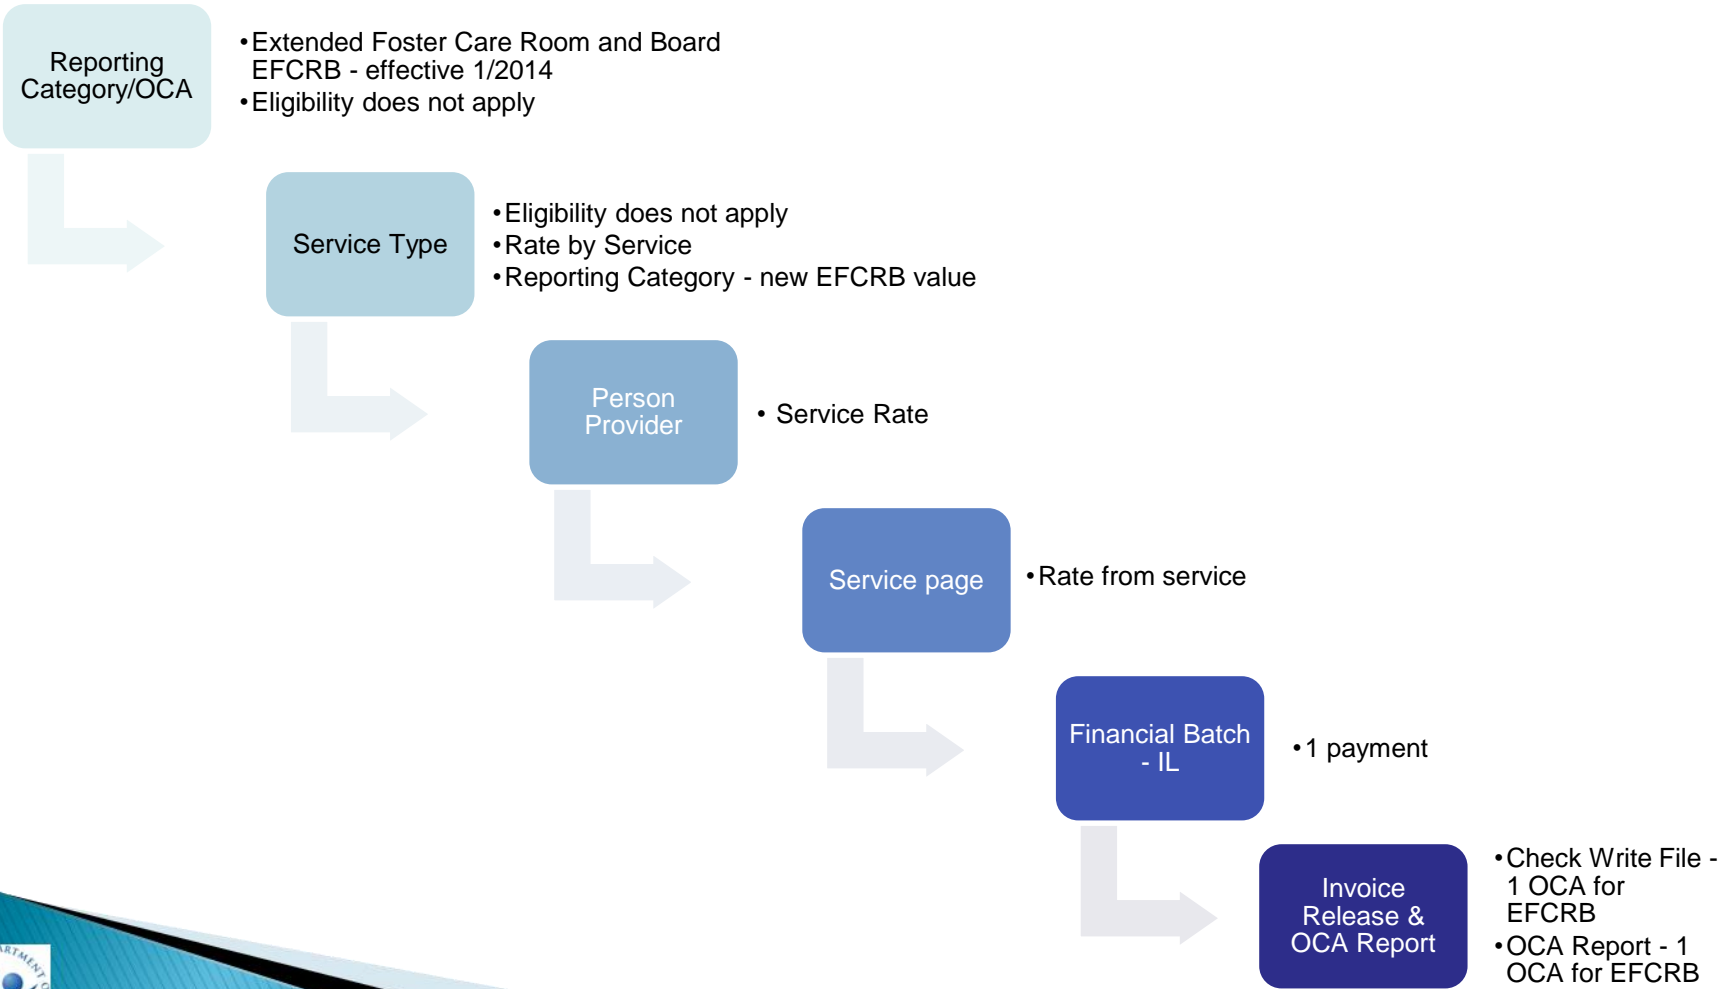 Reporting
Category/OCA
•Extended Foster Care Room and Board
EFCRB - effective 1/2014
•Eligibility does not apply
Service Type
•Eligibility does not apply
•Rate by Service
•Reporting Category - new EFCRB value
Person
Provider
• Service Rate
Service page
•Rate from service
Financial Batch
- IL
•1 payment
Invoice
Release &
OCA Report
•Check Write File -
1 OCA for
EFCRB
•OCA Report - 1
OCA for EFCRB